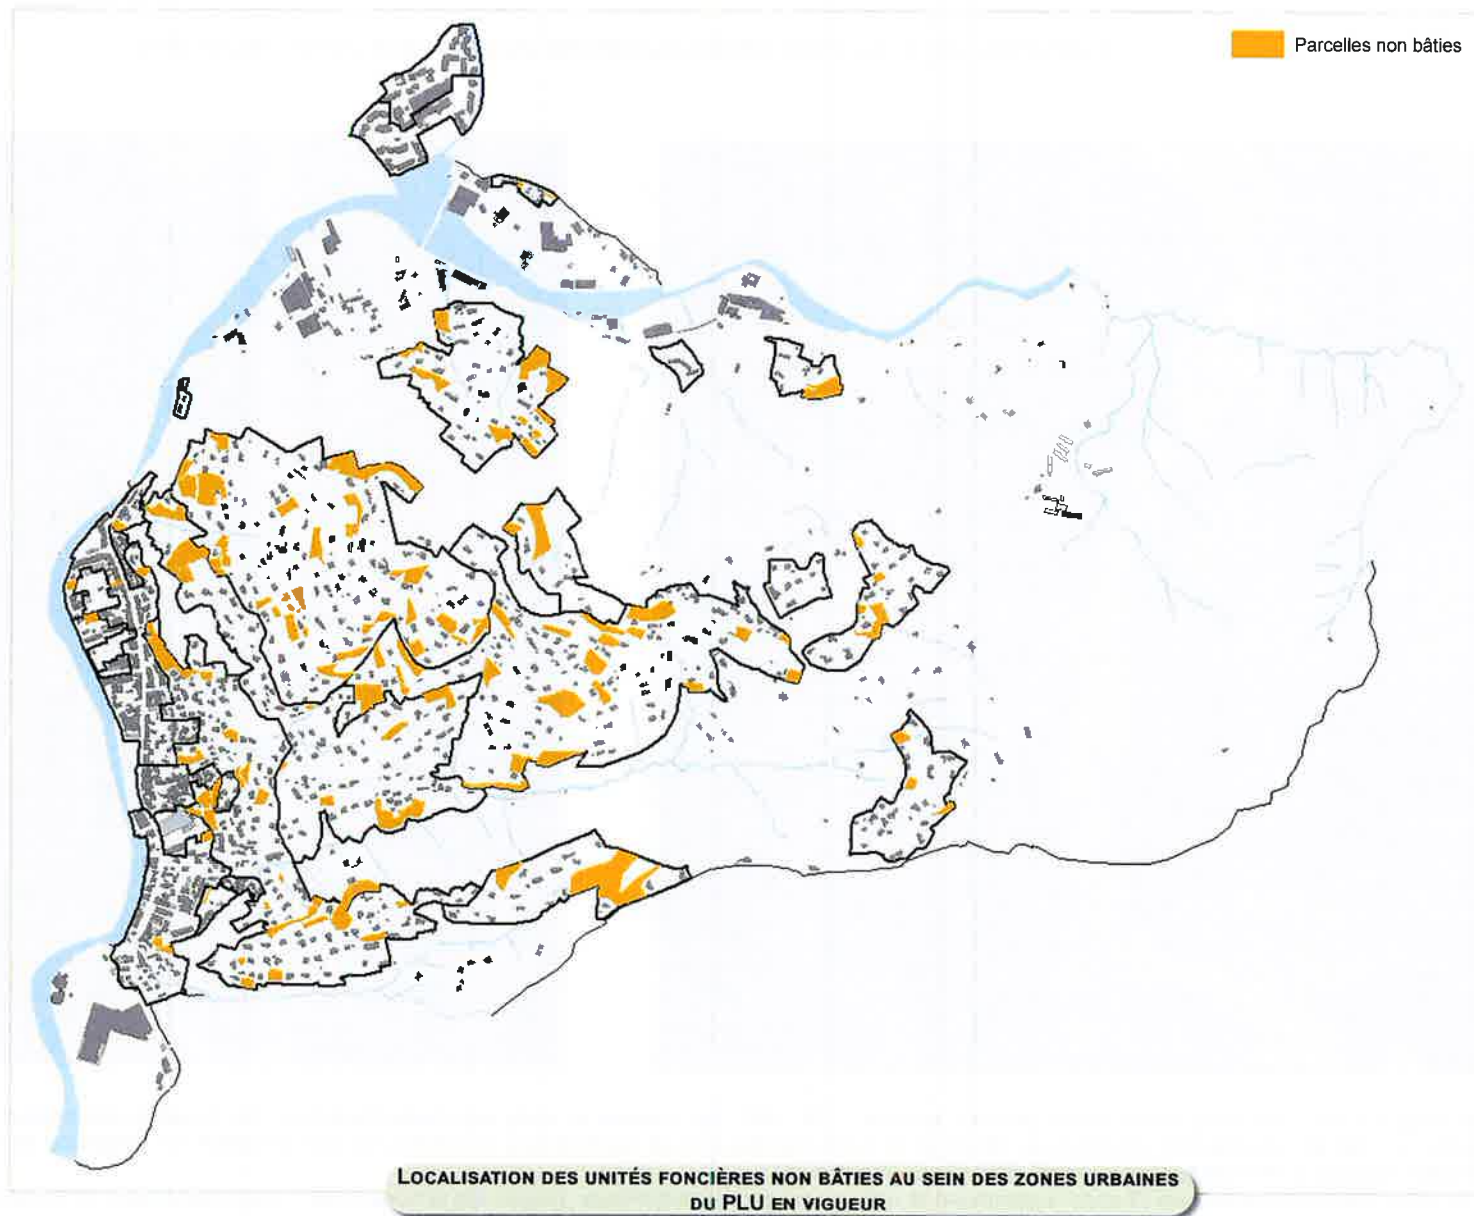 Parcelles non bâties
LOCALISATION DES UNITÉS FONCIÈRES NON BÂTIES AU SEIN DES ZONES URBAINES
DU PLU EN VIGUEUR